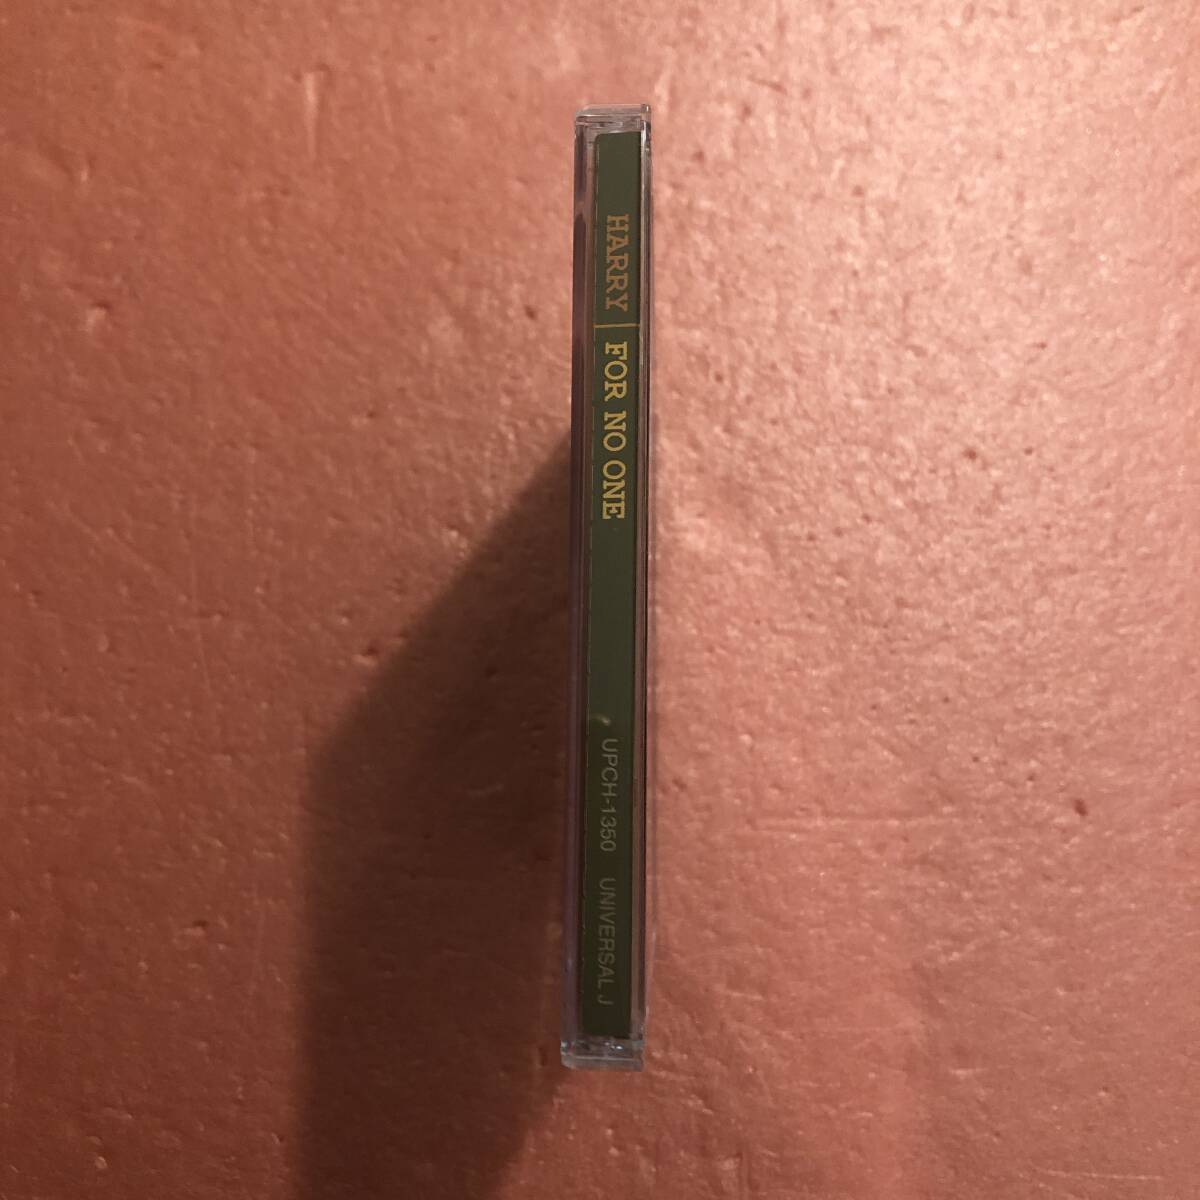 HARRY | FOR NO ONE UPCH-1350 UNIVERSAL J